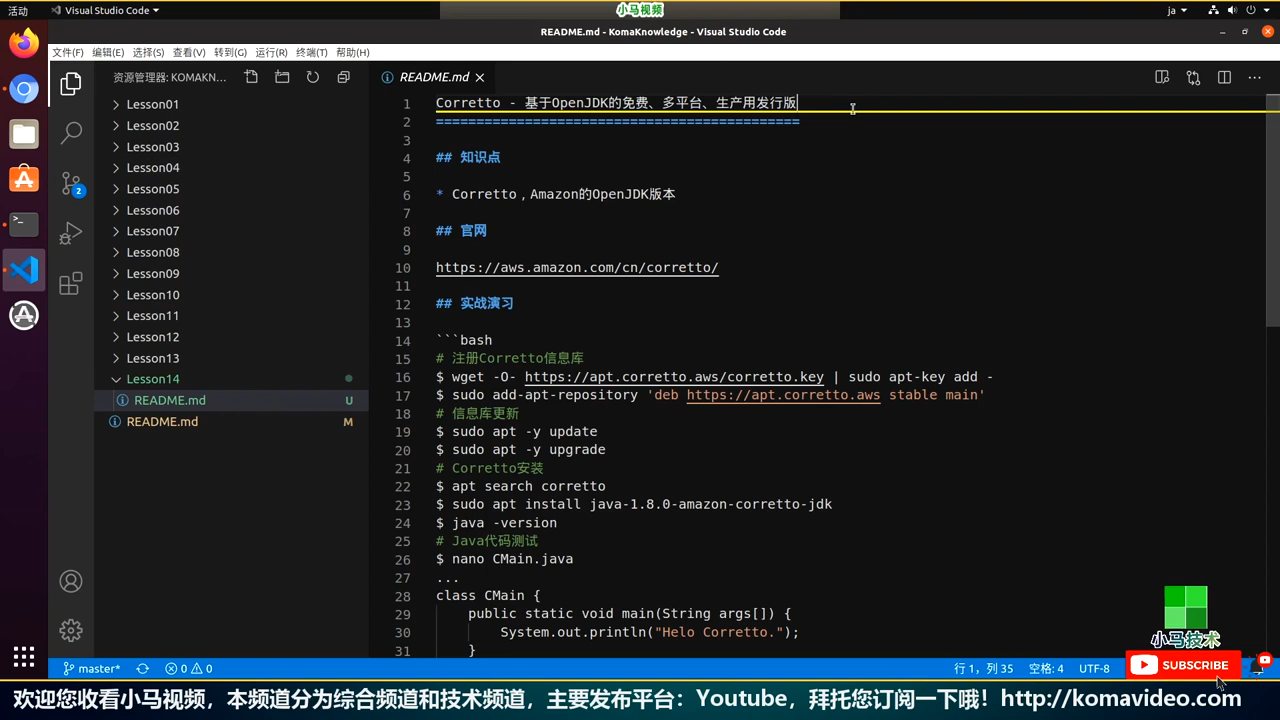 活动
Visual Studio Code
小马视频
ja
README.md - KomaKnowledge - Visual Studio Code
文件(F) 编辑(E) 选择(S) 查看(V) 转到(G) 运行(R) 终端(T) 帮助(H)
资源管理器: KOMAKN...
README.md
Lesson01
Lesson02
Lesson03
Lesson04
Lesson05
Lesson06
Lesson07
Lesson08
Lesson09
Lesson10
Lesson11
Lesson12
Lesson13
Lesson14
README.md U
README.md M
2
1 Corretto - 基于OpenJDK的免费、多平台、生产用发行版
2 =============================================
3
4 ## 知识点
5
6 * Corretto，Amazon的OpenJDK版本
7
8 ## 官网
9
10 https://aws.amazon.com/cn/corretto/
11
12 ## 实战演习
13
14 ```bash
15 # 注册Corretto信息库
16 $ wget -O- https://apt.corretto.aws/corretto.key | sudo apt-key add -
17 $ sudo add-apt-repository 'deb https://apt.corretto.aws stable main'
18 # 信息库更新
19 $ sudo apt -y update
20 $ sudo apt -y upgrade
21 # Corretto安装
22 $ apt search corretto
23 $ sudo apt install java-1.8.0-amazon-corretto-jdk
24 $ java -version
25 # Java代码测试
26 $ nano CMain.java
27 ...
28 class CMain {
29 public static void main(String args[]) {
30 System.out.println("Helo Corretto.");
31 }
小马技术
SUBSCRIBE
master* 0 0
行 1，列 35 空格: 4 UTF-8
欢迎您收看小马视频，本频道分为综合频道和技术频道，主要发布平台：Youtube，拜托您订阅一下哦！http://komavideo.com